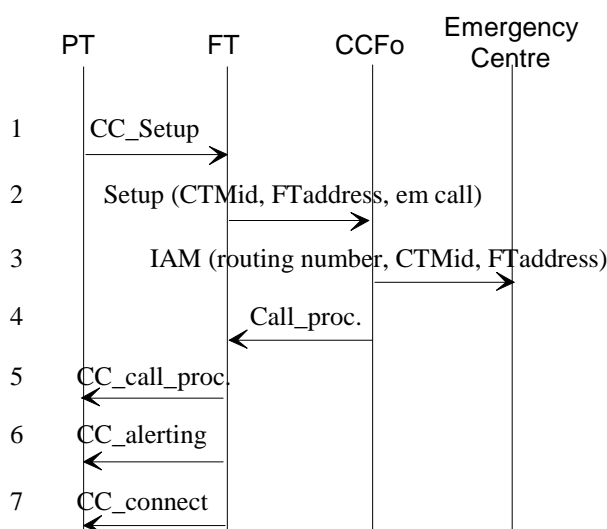 PT FT CCFo Emergency
Centre
1 CC_Setup
2 Setup (CTMid, FTaddress, em call)
3 IAM (routing number, CTMid, FTaddress)
4 Call_proc.
5 CC_call_proc.
6 CC_alerting
7 CC_connect